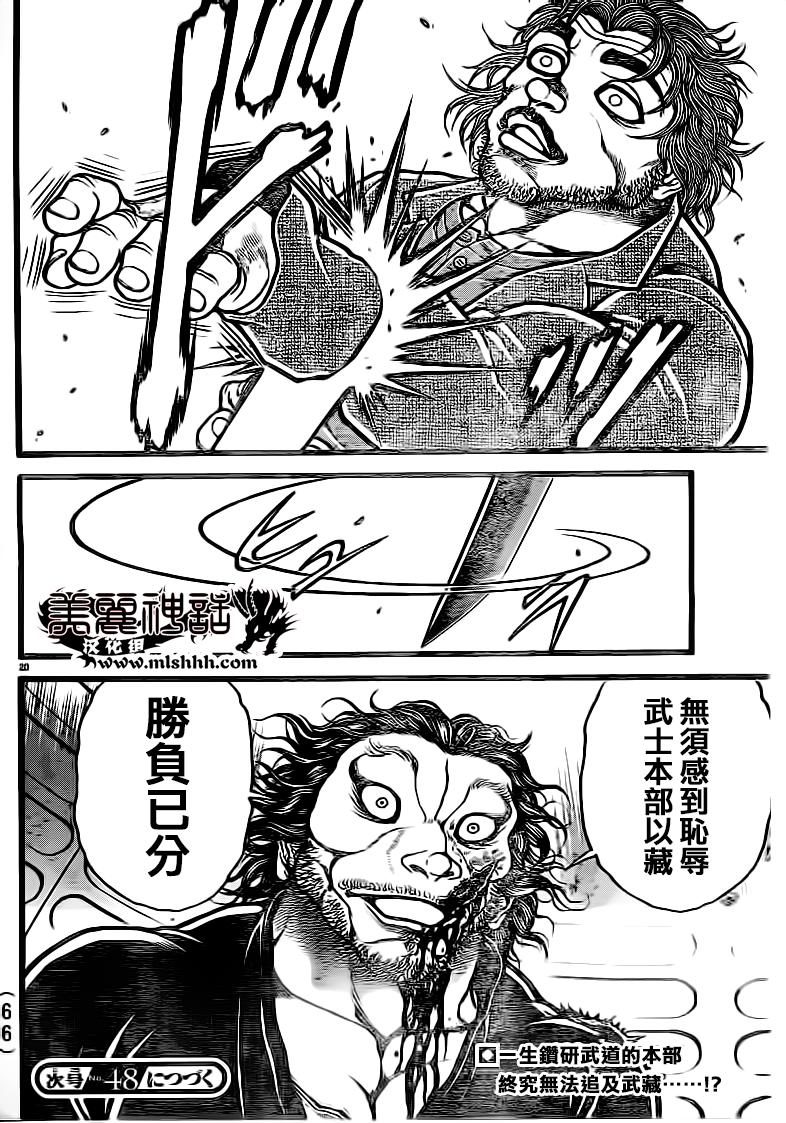 美麗神話
汉化组
www.mlshhh.com
20
無須感到恥辱
武士本部以藏
勝負已分
一生鑽研武道的本部
終究無法追及武藏……!?
次号No.48につづく
(66)